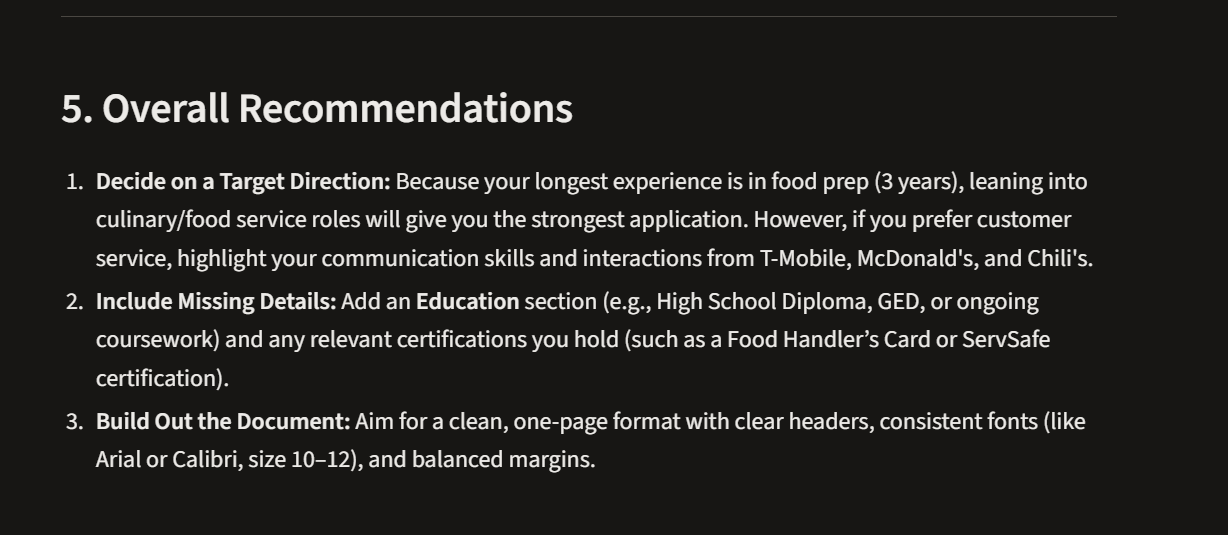 5. Overall Recommendations
1. Decide on a Target Direction: Because your longest experience is in food prep (3 years), leaning into
culinary/food service roles will give you the strongest application. However, if you prefer customer
service, highlight your communication skills and interactions from T-Mobile, McDonald's, and Chili's.
2. Include Missing Details: Add an Education section (e.g., High School Diploma, GED, or ongoing
coursework) and any relevant certifications you hold (such as a Food Handler’s Card or ServSafe
certification).
3. Build Out the Document: Aim for a clean, one-page format with clear headers, consistent fonts (like
Arial or Calibri, size 10–12), and balanced margins.